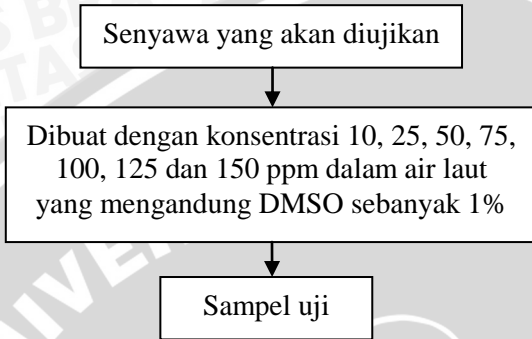 Senyawa yang akan diujikan
Dibuat dengan konsentrasi 10, 25, 50, 75,
100, 125 dan 150 ppm dalam air laut
yang mengandung DMSO sebanyak 1%
Sampel uji